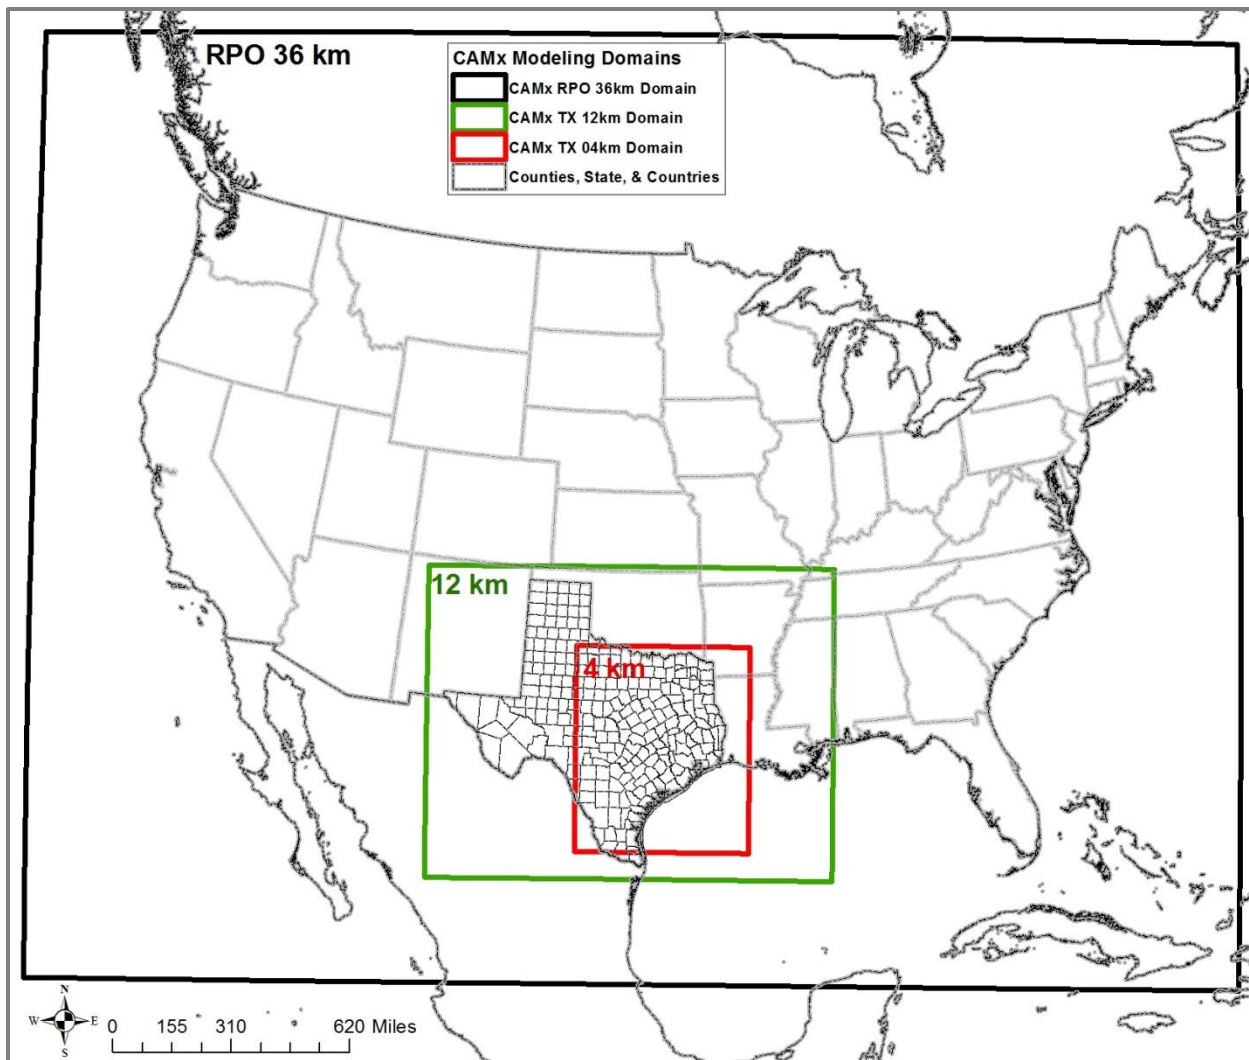 RPO 36 km
CAMx Modeling Domains
CAMx RPO 36km Domain
CAMx TX 12km Domain
CAMx TX 04km Domain
Counties, State, & Countries
12 km
4 km
N
W E
S
0 155 310 620 Miles